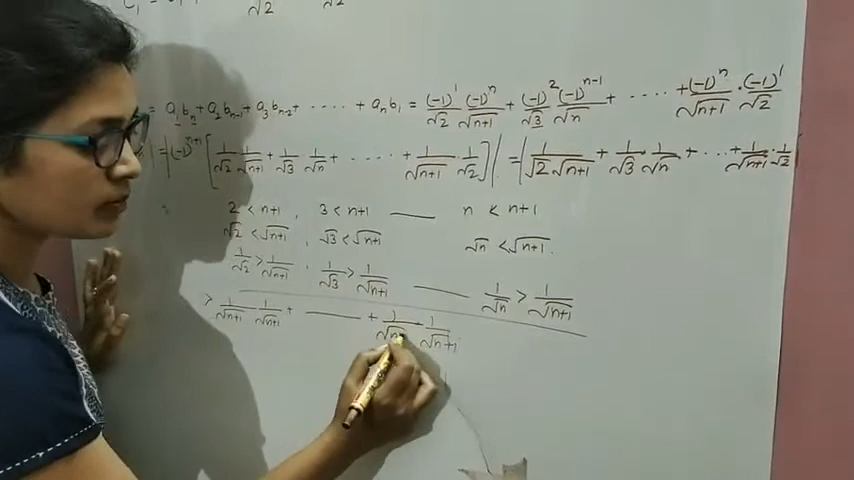 √2 √2
= a₁bₙ + a₂bₙ₋₁ + a₃bₙ₋₂ + ..... + aₙb₁ = (-1)¹/√2 (-1)ⁿ/√n+1 + (-1)²/√3 (-1)ⁿ⁻¹/√n + ..... + (-1)ⁿ/√n+1 · (-1)¹/√2
| = (-1)ⁿ⁺¹ [ 1/√2 1/√n+1 + 1/√3 1/√n + ..... + 1/√n+1 1/√2 ] = | 1/√2 1/√n+1 + 1/√3 1/√n + ... + 1/√n+1 · 1/√2
2 < n+1 , 3 < n+1 —— n < n+1
√2 < √n+1 , √3 < √n+1 √n < √n+1 .
1/√2 > 1/√n+1 , 1/√3 > 1/√n+1 —— 1/√n > 1/√n+1
> 1/√n+1 1/√n+1 + —— + 1/√n 1/√n+1